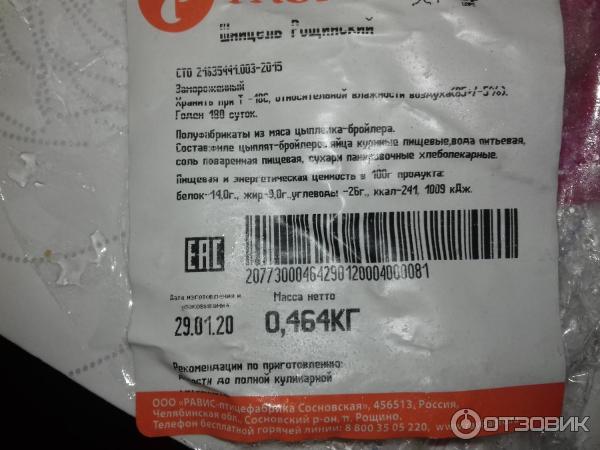 Шницель Рощинский
СТО 21635441.003-2015
Замороженный
Хранить при Т -18С, относительной влажности воздуха(85+/-5%).
Годен 180 суток.
Полуфабрикаты из мяса цыпленка-бройлера.
Состав:филе цыплят-бройлеров,яйца куриные пищевые,вода питьевая,
соль поваренная пищевая, сухари панировочные хлебопекарные.
Пищевая и энергетическая ценность в 100г продукта:
белок-14,0г., жир-9,0г.,углеводы -26г., ккал-241, 1009 кДж.
EAC
2077300046429012000400081
Дата изготовления и
упаковывания
Масса нетто
29.01.20
0,464КГ
Рекомендации по приготовлению:
до полной кулинарной
ООО «РАВИС-птицефабрика Сосновская», 456513, Россия,
Челябинская обл., Сосновский р-он, п. Рощино.
Телефон бесплатной горячей линии: 8 800 35 05 220,
ОТЗОВИК